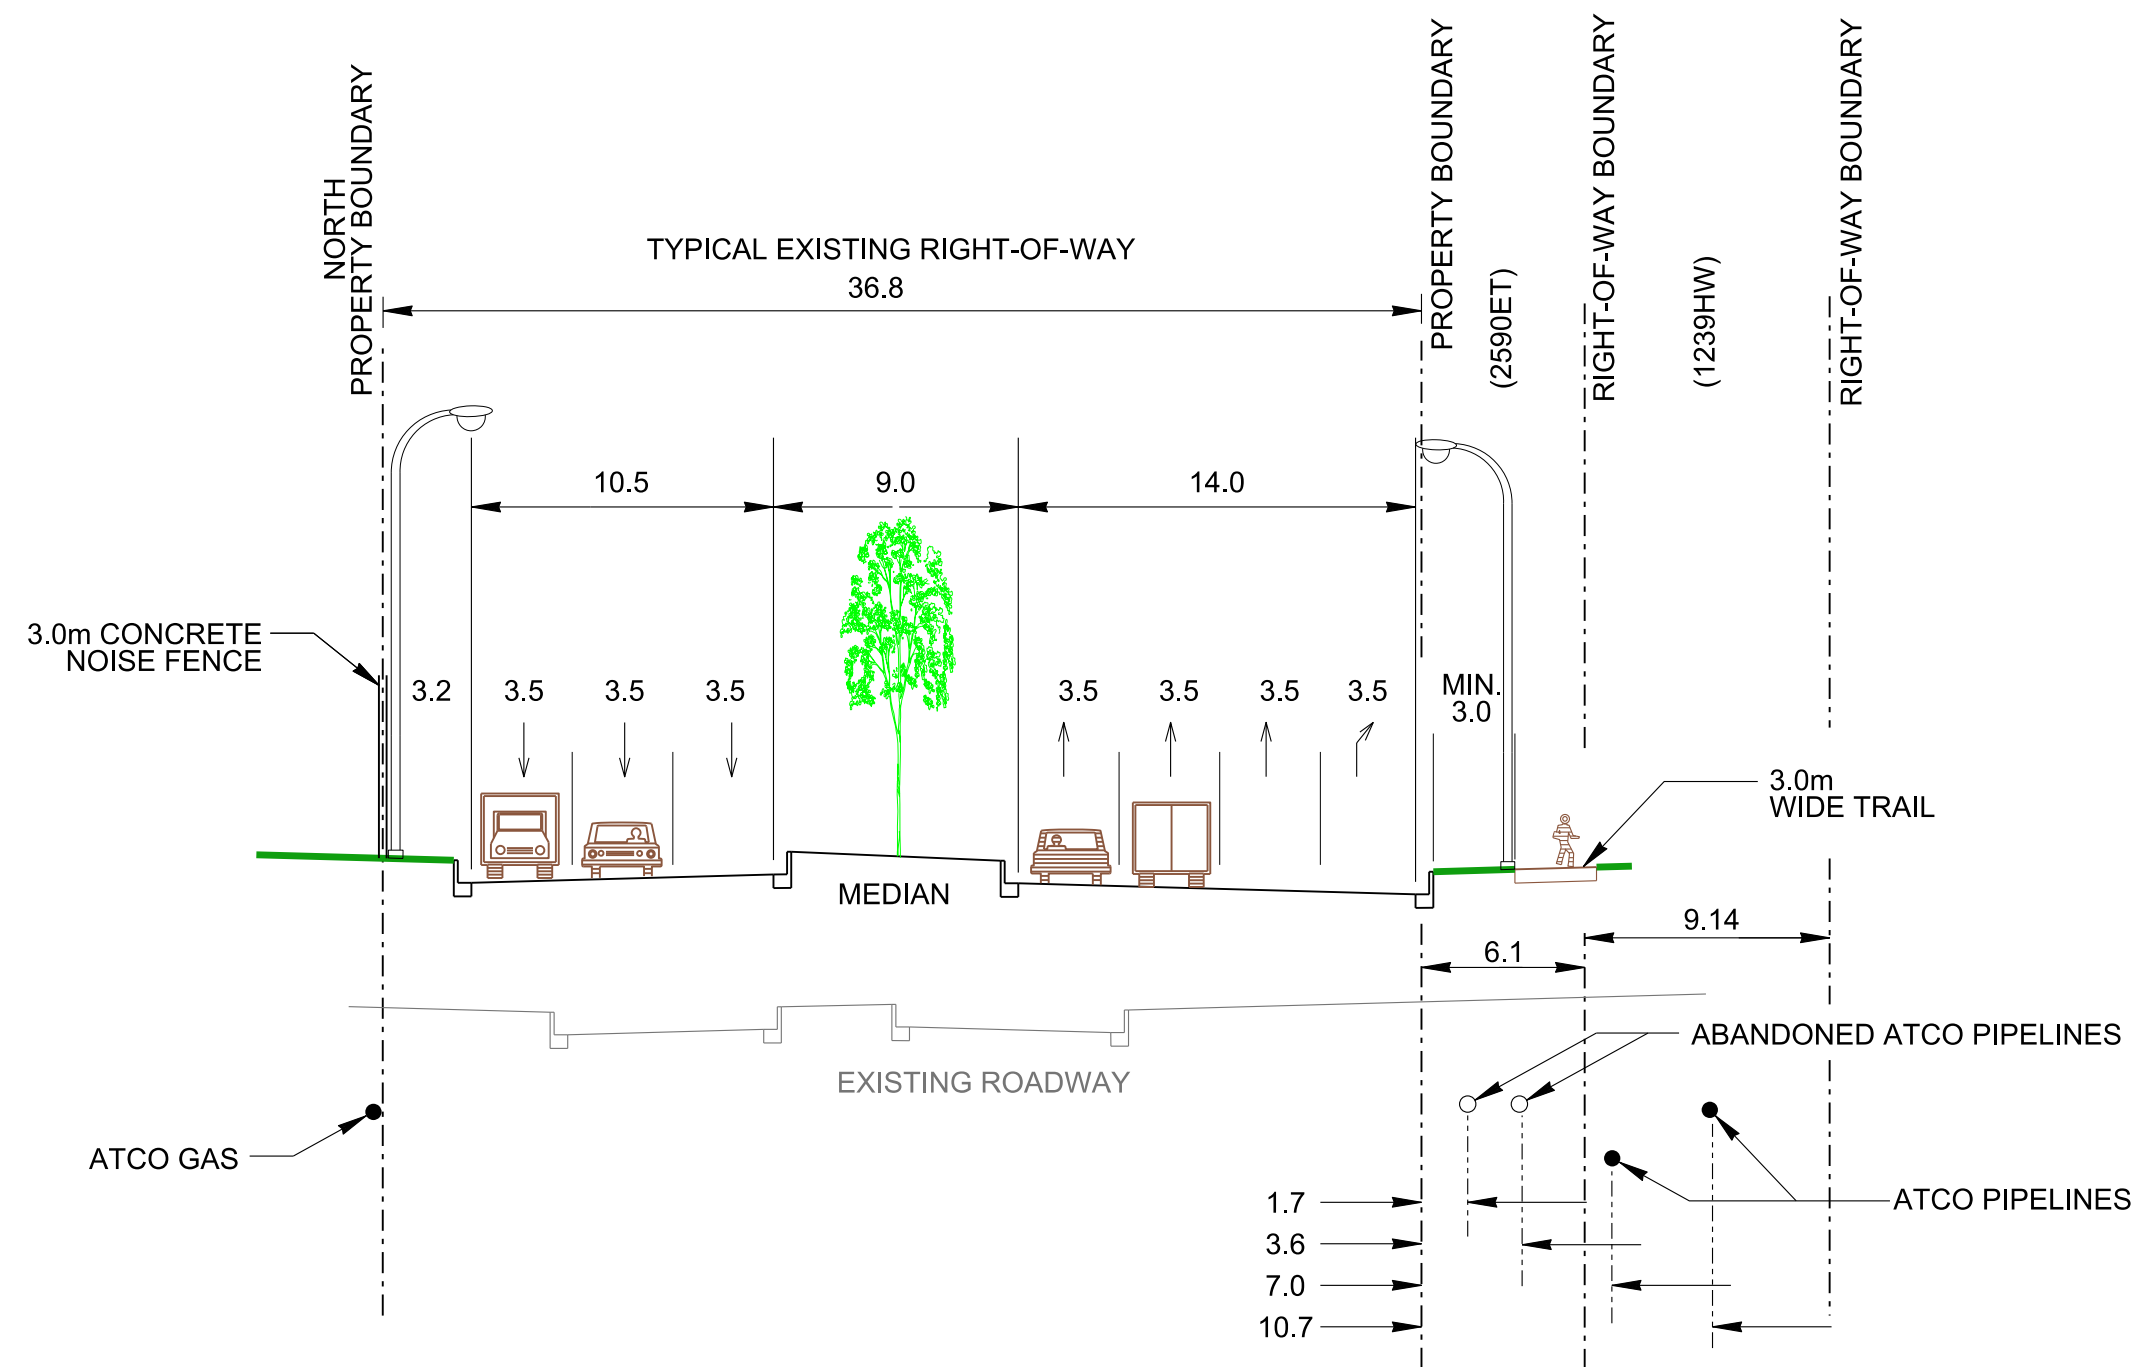 NORTH
PROPERTY BOUNDARY
TYPICAL EXISTING RIGHT-OF-WAY
36.8
PROPERTY BOUNDARY
(2590ET)
RIGHT-OF-WAY BOUNDARY
(1239HW)
RIGHT-OF-WAY BOUNDARY
10.5
9.0
14.0
3.0m CONCRETE
NOISE FENCE
3.2
3.5
3.5
3.5
3.5
3.5
3.5
3.5
MIN.
3.0
3.0m
WIDE TRAIL
MEDIAN
9.14
6.1
EXISTING ROADWAY
ABANDONED ATCO PIPELINES
ATCO GAS
ATCO PIPELINES
1.7
3.6
7.0
10.7